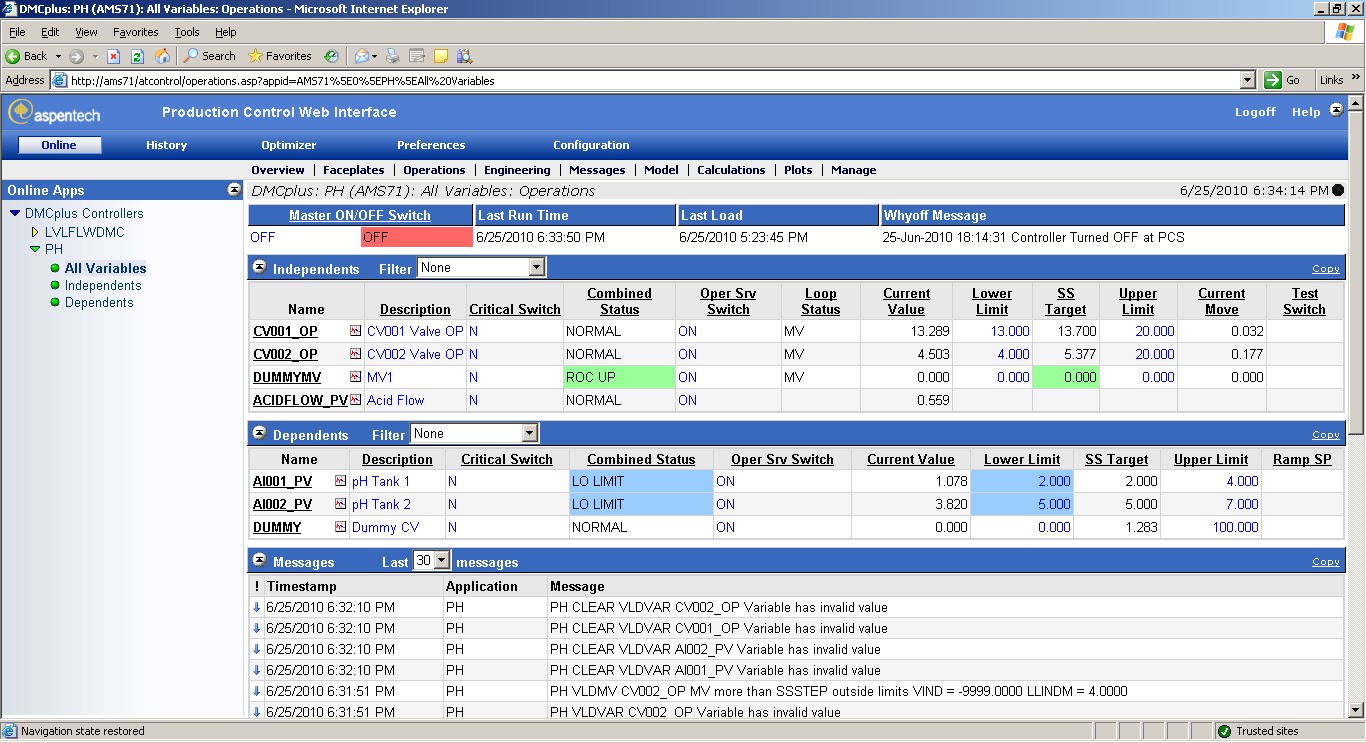 DMCplus: PH (AMS71): All Variables: Operations - Microsoft Internet Explorer
File Edit View Favorites Tools Help
Back Search Favorites
Address http://ams71/atcontrol/operations.asp?appid=AMS71%5E0%5EPH%5EAll%20Variables Go Links »
aspentech Production Control Web Interface Logoff Help
Online History Optimizer Preferences Configuration
Overview | Faceplates | Operations | Engineering | Messages | Model | Calculations | Plots | Manage
Online Apps
DMCplus Controllers
LVLFLWDMC
PH
All Variables
Independents
Dependents
DMCplus: PH (AMS71): All Variables: Operations 6/25/2010 6:34:14 PM
Master ON/OFF Switch Last Run Time Last Load Whyoff Message
OFF OFF 6/25/2010 6:33:50 PM 6/25/2010 5:23:45 PM 25-Jun-2010 18:14:31 Controller Turned OFF at PCS
Independents Filter None Copy
Name Description Critical Switch Combined Status Oper Srv Switch Loop Status Current Value Lower Limit SS Target Upper Limit Current Move Test Switch
CV001_OP CV001 Valve OP N NORMAL ON MV 13.289 13.000 13.700 20.000 0.032
CV002_OP CV002 Valve OP N NORMAL ON MV 4.503 4.000 5.377 20.000 0.177
DUMMYMV MV1 N ROC UP ON MV 0.000 0.000 0.000 0.000 0.000
ACIDFLOW_PV Acid Flow N NORMAL ON 0.559
Dependents Filter None Copy
Name Description Critical Switch Combined Status Oper Srv Switch Current Value Lower Limit SS Target Upper Limit Ramp SP
AI001_PV pH Tank 1 N LO LIMIT ON 1.078 2.000 2.000 4.000
AI002_PV pH Tank 2 N LO LIMIT ON 3.820 5.000 5.000 7.000
DUMMY Dummy CV N NORMAL ON 0.000 0.000 1.283 100.000
Messages Last 30 messages Copy
! Timestamp Application Message
6/25/2010 6:32:10 PM PH PH CLEAR VLDVAR CV002_OP Variable has invalid value
6/25/2010 6:32:10 PM PH PH CLEAR VLDVAR CV001_OP Variable has invalid value
6/25/2010 6:32:10 PM PH PH CLEAR VLDVAR AI002_PV Variable has invalid value
6/25/2010 6:32:10 PM PH PH CLEAR VLDVAR AI001_PV Variable has invalid value
6/25/2010 6:31:51 PM PH PH VLDMV CV002_OP MV more than SSSTEP outside limits VIND = -9999.0000 LLINDM = 4.0000
6/25/2010 6:31:51 PM PH PH VLDVAR CV002_OP Variable has invalid value
Navigation state restored Trusted sites